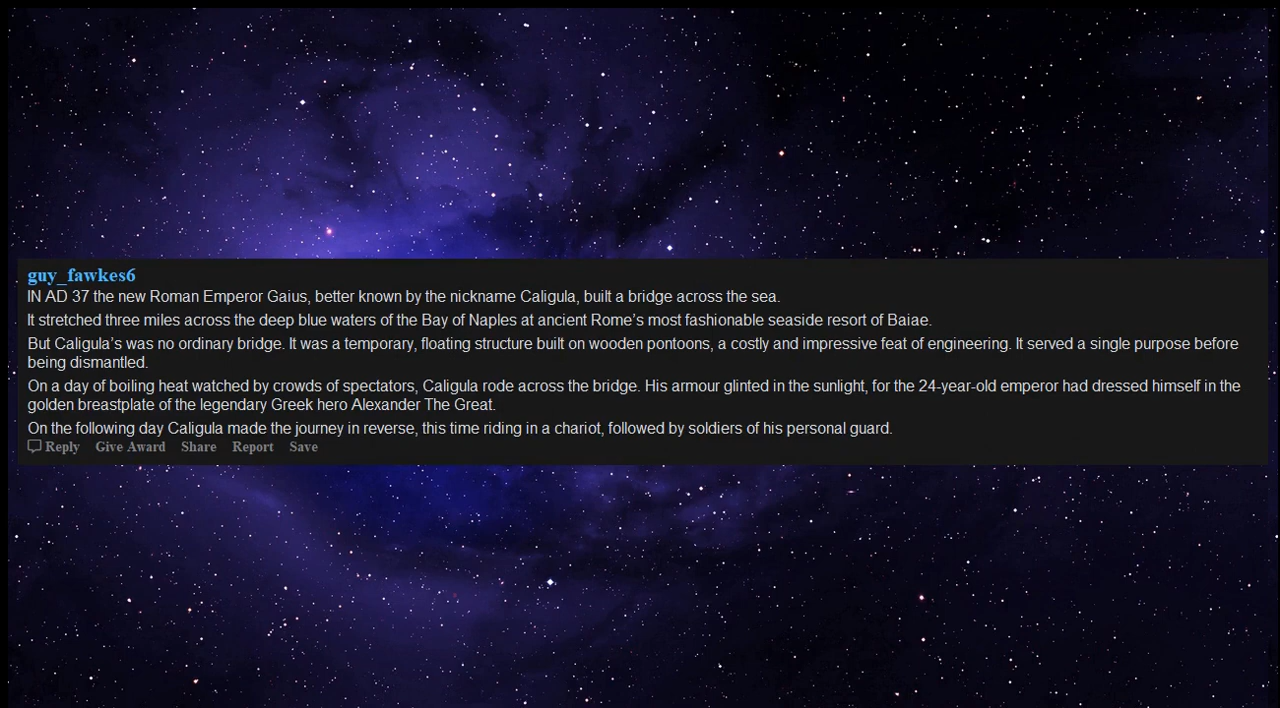 guy_fawkes6
IN AD 37 the new Roman Emperor Gaius, better known by the nickname Caligula, built a bridge across the sea.
It stretched three miles across the deep blue waters of the Bay of Naples at ancient Rome’s most fashionable seaside resort of Baiae.
But Caligula’s was no ordinary bridge. It was a temporary, floating structure built on wooden pontoons, a costly and impressive feat of engineering. It served a single purpose before
being dismantled.
On a day of boiling heat watched by crowds of spectators, Caligula rode across the bridge. His armour glinted in the sunlight, for the 24-year-old emperor had dressed himself in the
golden breastplate of the legendary Greek hero Alexander The Great.
On the following day Caligula made the journey in reverse, this time riding in a chariot, followed by soldiers of his personal guard.
Reply Give Award Share Report Save